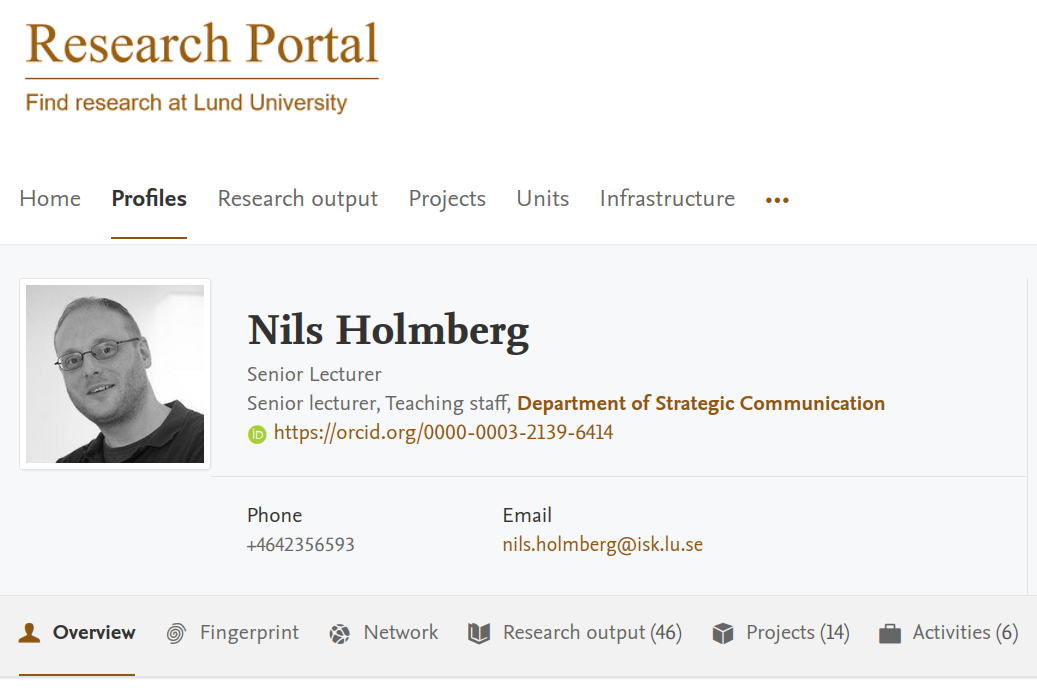 Research Portal
Find research at Lund University
Home Profiles Research output Projects Units Infrastructure •••
Nils Holmberg
Senior Lecturer
Senior lecturer, Teaching staff, Department of Strategic Communication
iD https://orcid.org/0000-0003-2139-6414
Phone Email
+4642356593 nils.holmberg@isk.lu.se
Overview Fingerprint Network Research output (46) Projects (14) Activities (6)